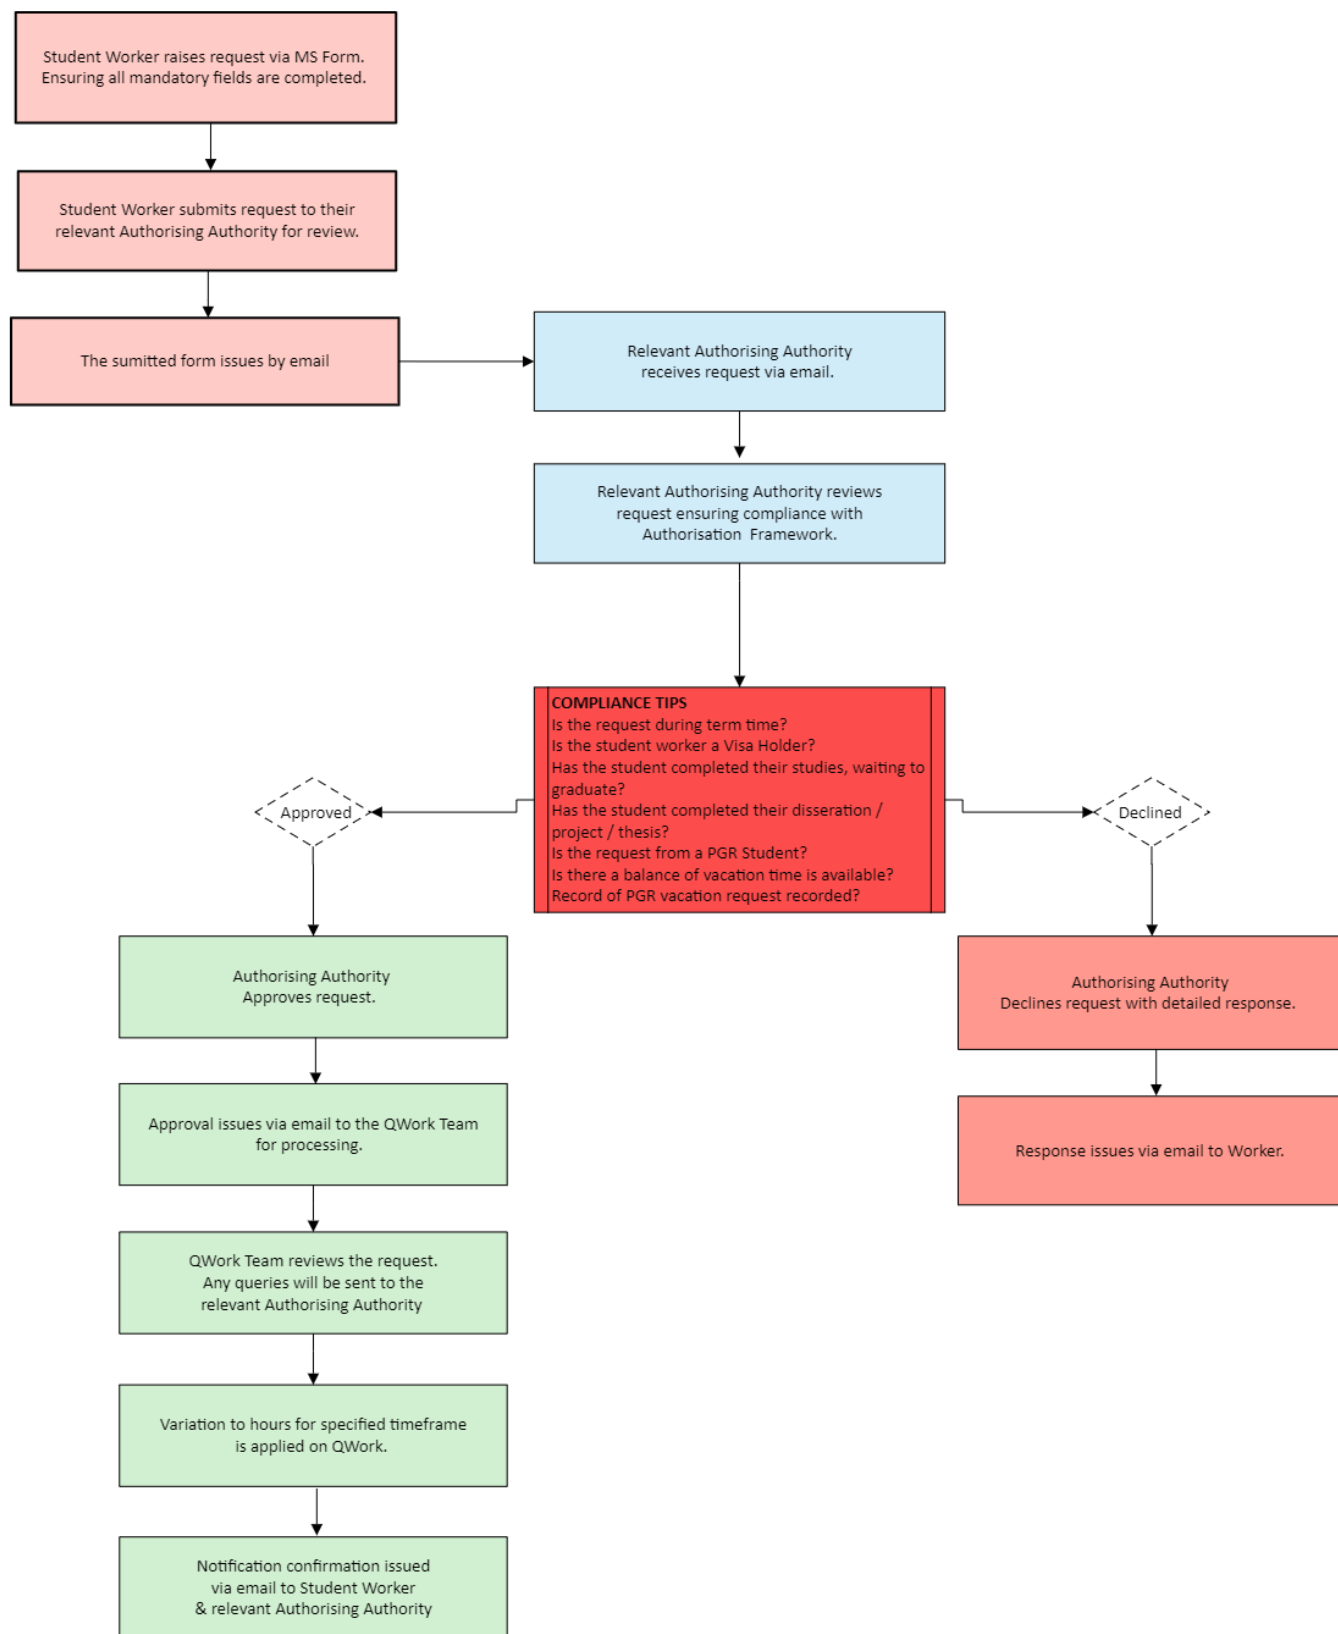 Student Worker raises request via MS Form.
Ensuring all mandatory fields are completed.
Student Worker submits request to their
relevant Authorising Authority for review.
The sumitted form issues by email
Relevant Authorising Authority
receives request via email.
Relevant Authorising Authority reviews
request ensuring compliance with
Authorisation Framework.
COMPLIANCE TIPS
Is the request during term time?
Is the student worker a Visa Holder?
Has the student completed their studies, waiting to
graduate?
Has the student completed their disseration /
project / thesis?
Is the request from a PGR Student?
Is there a balance of vacation time is available?
Record of PGR vacation request recorded?
Approved
Declined
Authorising Authority
Approves request.
Approval issues via email to the QWork Team
for processing.
QWork Team reviews the request.
Any queries will be sent to the
relevant Authorising Authority
Variation to hours for specified timeframe
is applied on QWork.
Notification confirmation issued
via email to Student Worker
& relevant Authorising Authority
Authorising Authority
Declines request with detailed response.
Response issues via email to Worker.